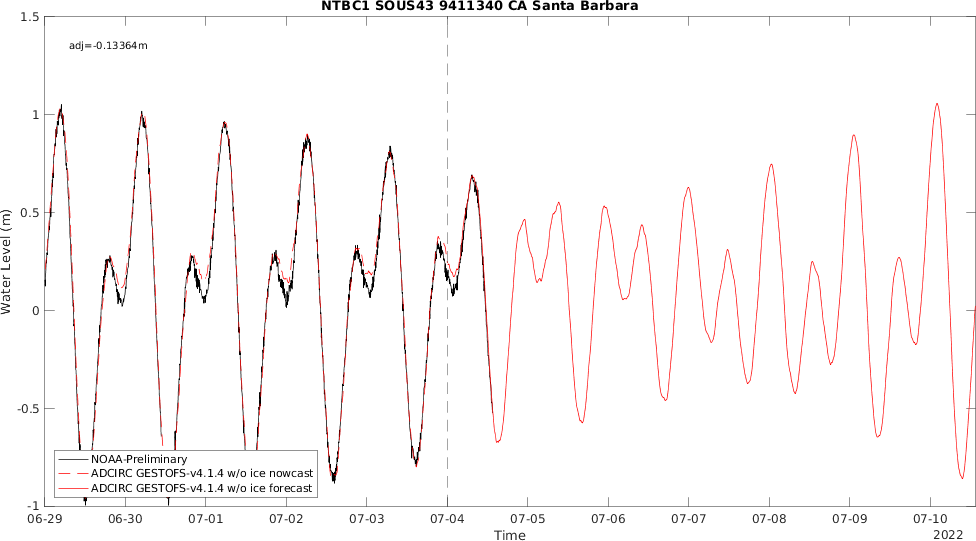 NTBC1 SOUS43 9411340 CA Santa Barbara
1.5
adj=-0.13364m
1
0.5
Water Level (m)
0
-0.5
NOAA-Preliminary
ADCIRC GESTOFS-v4.1.4 w/o ice nowcast
ADCIRC GESTOFS-v4.1.4 w/o ice forecast
-1
06-29 06-30 07-01 07-02 07-03 07-04 07-05 07-06 07-07 07-08 07-09 07-10
Time
2022